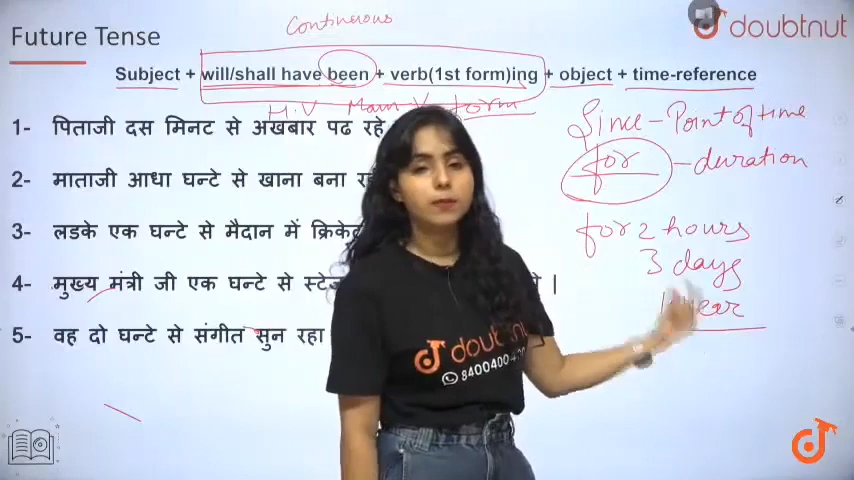 Continuous
Future Tense
doubtnut
Subject + will/shall have been + verb(1st form)ing + object + time-reference
H.V Main V form
Since - Point of time
1- पिताजी दस मिनट से अखबार पढ रहे
for - duration
2- माताजी आधा घन्टे से खाना बना
for 2 hours
3- लडके एक घन्टे से मैदान में
3 days
4- मुख्य मंत्री जी एक घन्टे से |
year
5- वह दो घन्टे से संगीत सुन रहा
doubtnut